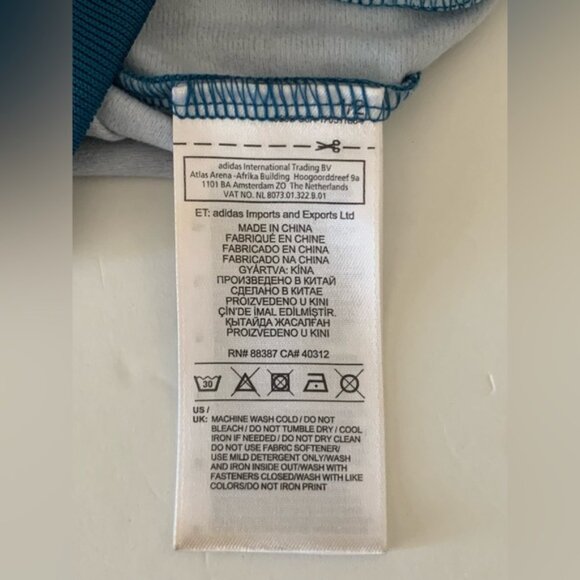 72
adidas International Trading BV
Atlas Arena -Afrika Building Hoogoorddreef 9a
1101 BA Amsterdam ZO The Netherlands
VAT NO. NL 8073.01.322.B.01
ET: adidas Imports and Exports Ltd
MADE IN CHINA
FABRIQUÉ EN CHINE
FABRICADO EN CHINA
FABRICADO NA CHINA
GYÁRTVA: KÍNA
ПРОИЗВЕДЕНО В КИТАЙ
СДЕЛАНО В КИТАЕ
PROIZVEDENO U KINI
ÇİN'DE İMAL EDİLMİŞTİR.
ҚЫТАЙДА ЖАСАЛҒАН
PROIZVEDENO U KINI
RN# 88387 CA# 40312
30
US /
UK: MACHINE WASH COLD / DO NOT
BLEACH / DO NOT TUMBLE DRY / COOL
IRON IF NEEDED / DO NOT DRY CLEAN
DO NOT USE FABRIC SOFTENER/
USE MILD DETERGENT ONLY/WASH
AND IRON INSIDE OUT/WASH WITH
FASTENERS CLOSED/WASH WITH LIKE
COLORS/DO NOT IRON PRINT